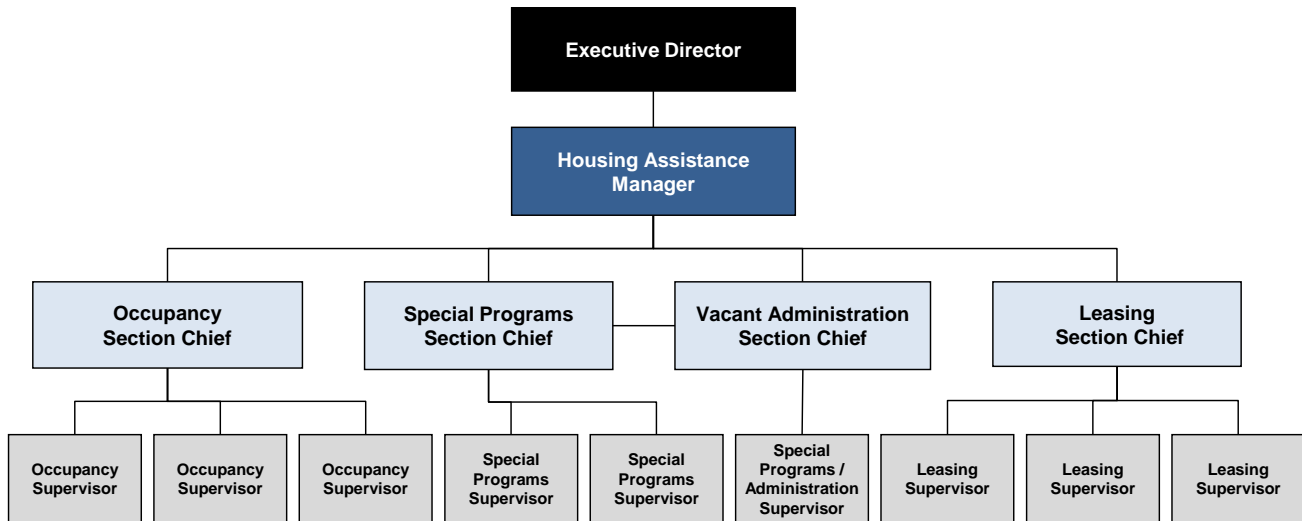 Executive Director
Housing Assistance
Manager
Occupancy
Section Chief
Special Programs
Section Chief
Vacant Administration
Section Chief
Leasing
Section Chief
Occupancy
Supervisor
Occupancy
Supervisor
Occupancy
Supervisor
Special
Programs
Supervisor
Special
Programs
Supervisor
Special
Programs /
Administration
Supervisor
Leasing
Supervisor
Leasing
Supervisor
Leasing
Supervisor